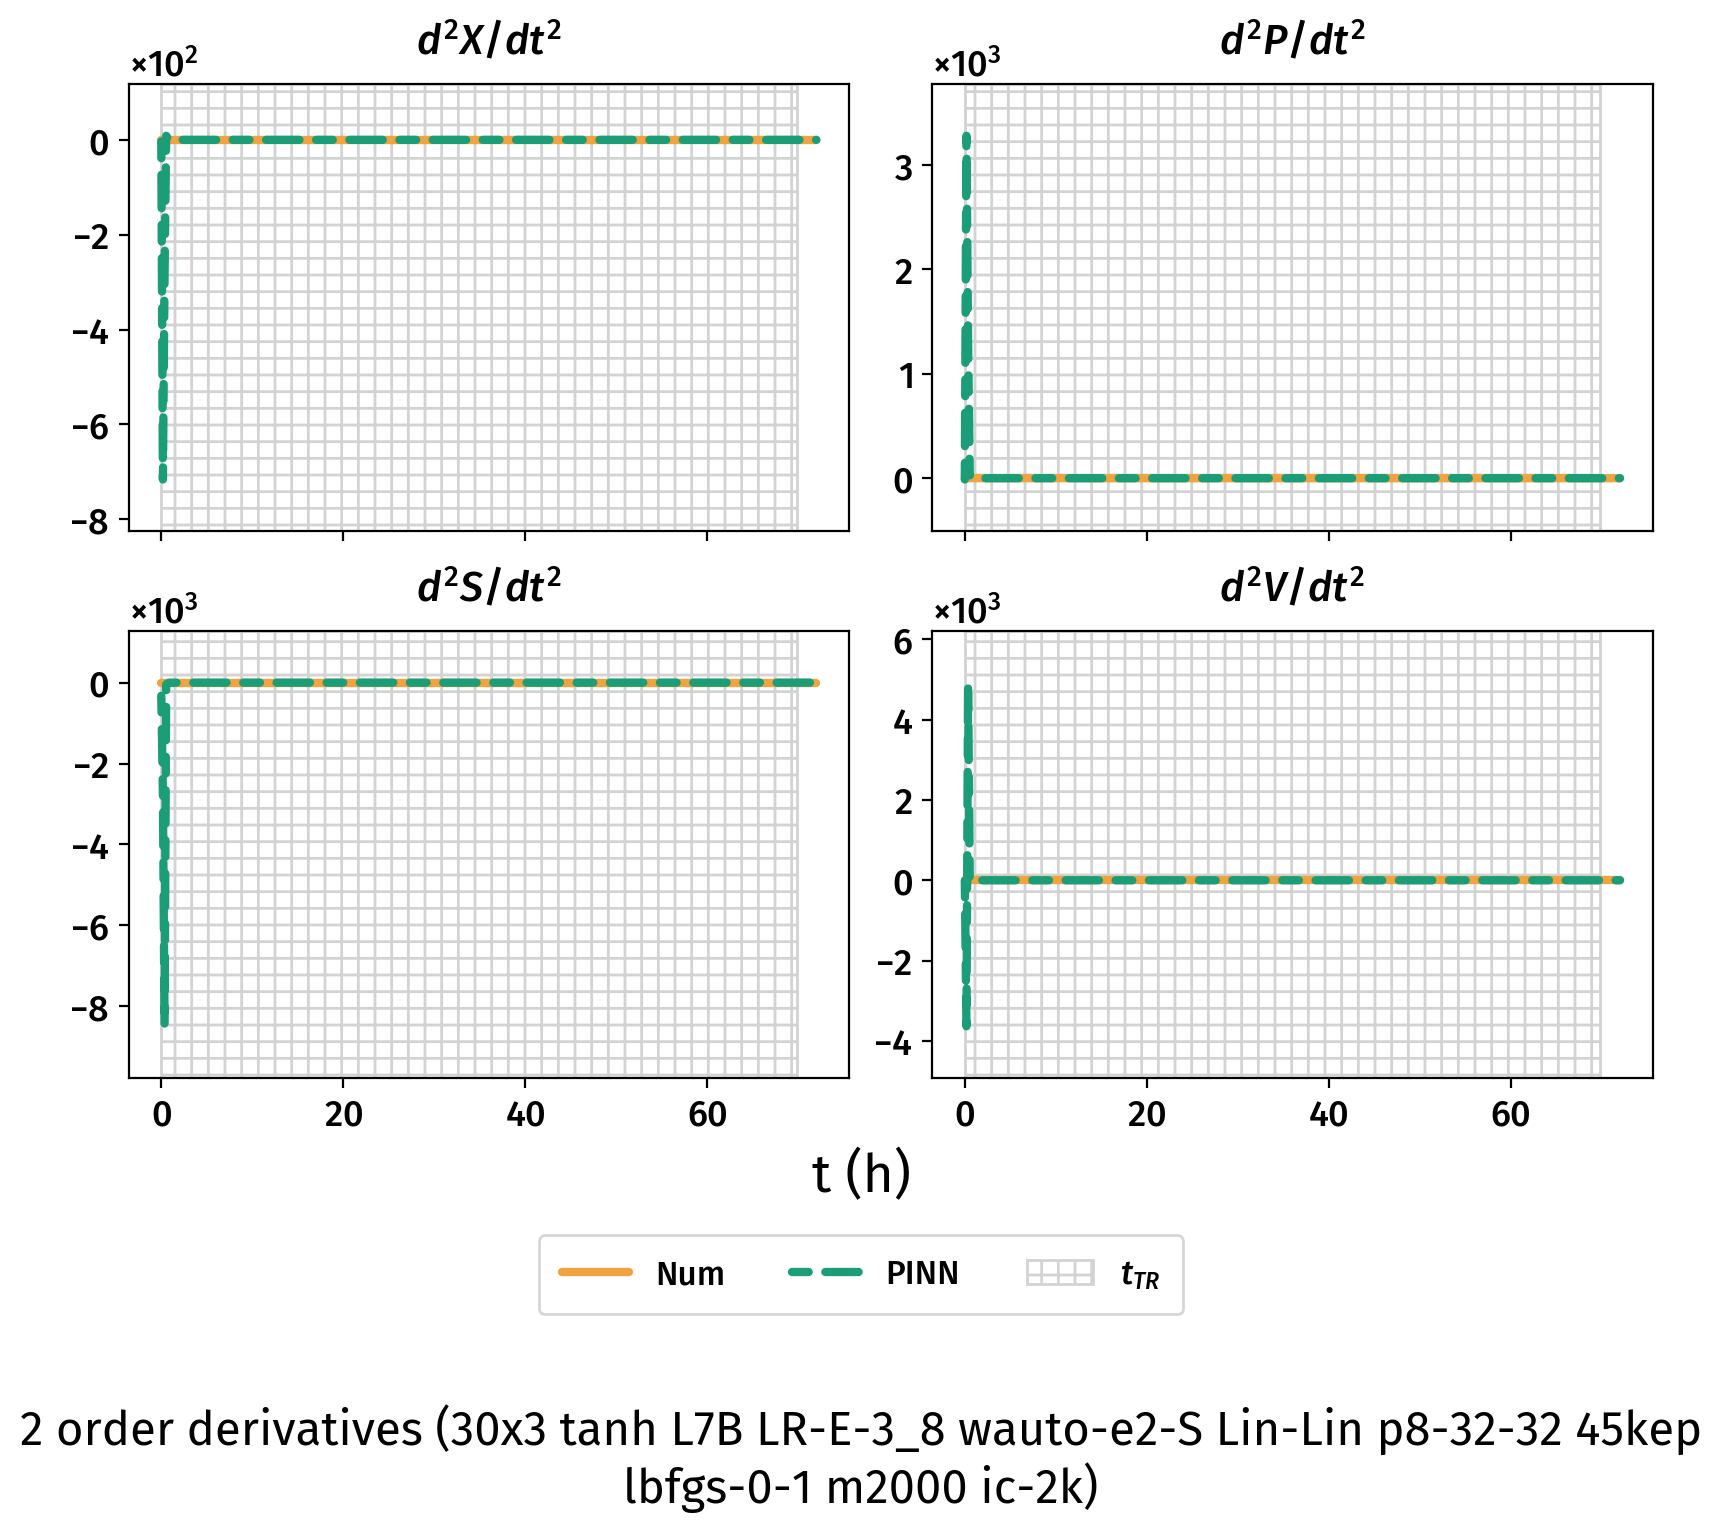 d²X/dt²
×10²
0
−2
−4
−6
−8
d²P/dt²
×10³
3
2
1
0
d²S/dt²
×10³
0
−2
−4
−6
−8
0 20 40 60
d²V/dt²
×10³
6
4
2
0
−2
−4
0 20 40 60
t (h)
Num PINN t_TR
2 order derivatives (30x3 tanh L7B LR-E-3_8 wauto-e2-S Lin-Lin p8-32-32 45kep
lbfgs-0-1 m2000 ic-2k)